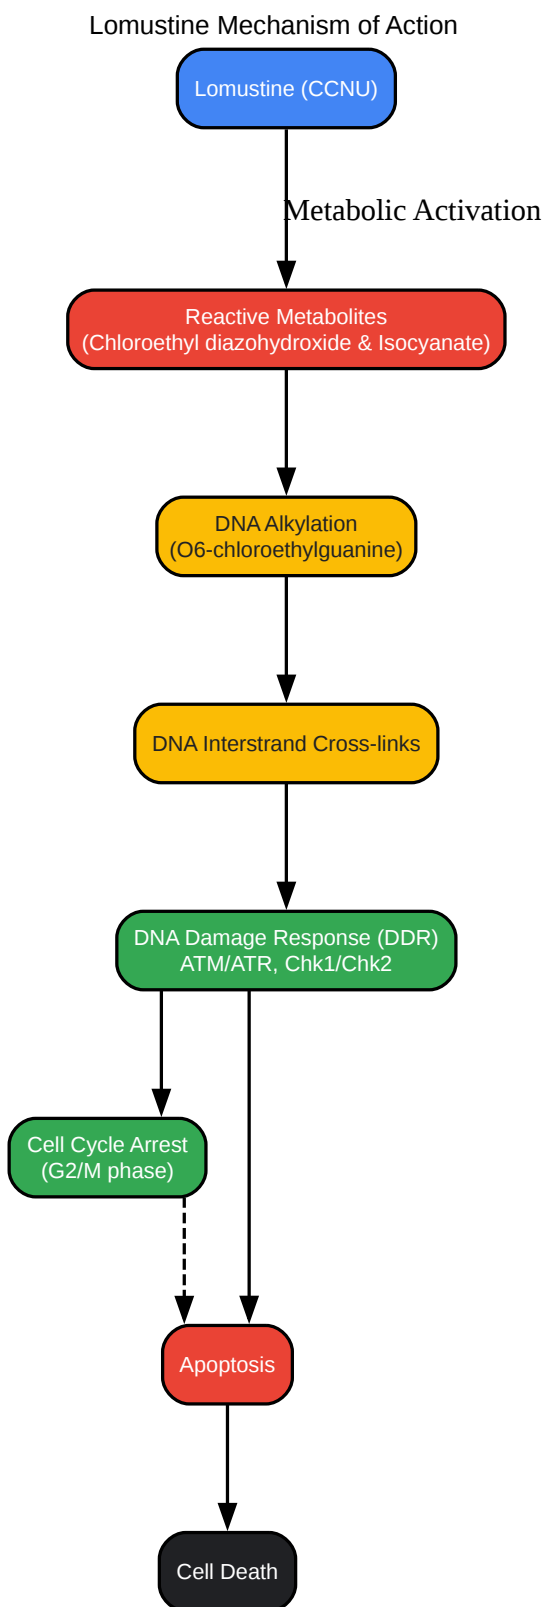 Lomustine Mechanism of Action
Lomustine (CCNU)
Metabolic Activation
Reactive Metabolites
(Chloroethyl diazohydroxide & Isocyanate)
DNA Alkylation
(O6-chloroethylguanine)
DNA Interstrand Cross-links
DNA Damage Response (DDR)
ATM/ATR, Chk1/Chk2
Cell Cycle Arrest
(G2/M phase)
Apoptosis
Cell Death